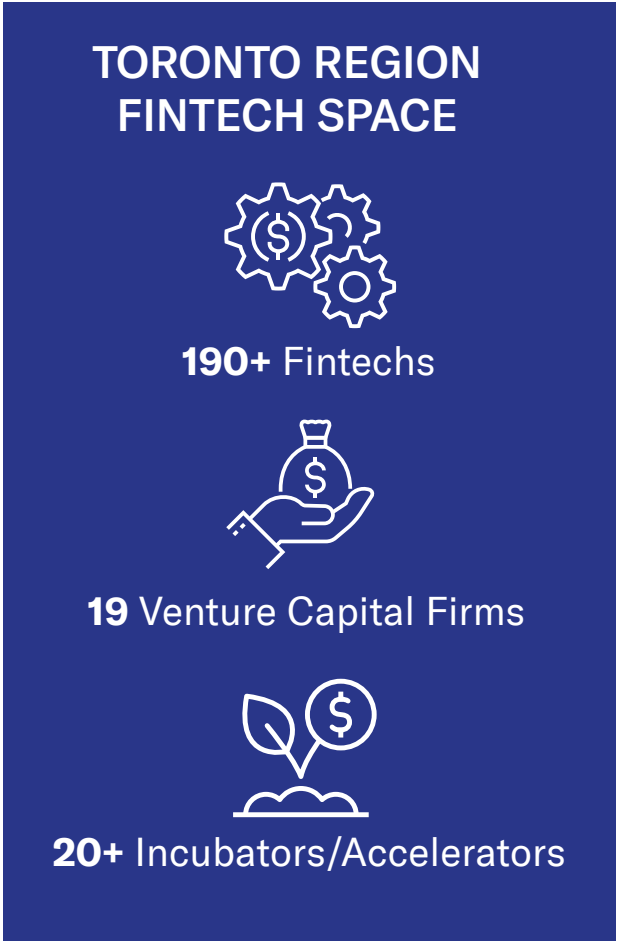 TORONTO REGION
FINTECH SPACE
$
190+ Fintechs
$
19 Venture Capital Firms
$
20+ Incubators/Accelerators